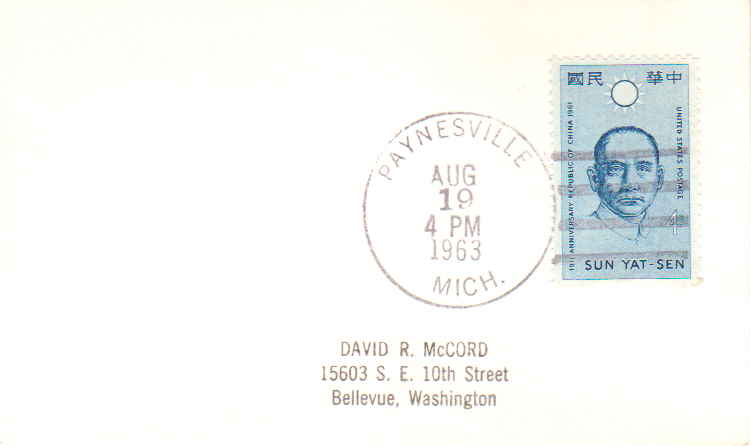 PAYNESVILLE
AUG
19
4 PM
1963
MICH.
國民 華中
1911 ANNIVERSARY REPUBLIC OF CHINA 1961
UNITED STATES POSTAGE
SUN YAT-SEN
DAVID R. McCORD
15603 S. E. 10th Street
Bellevue, Washington